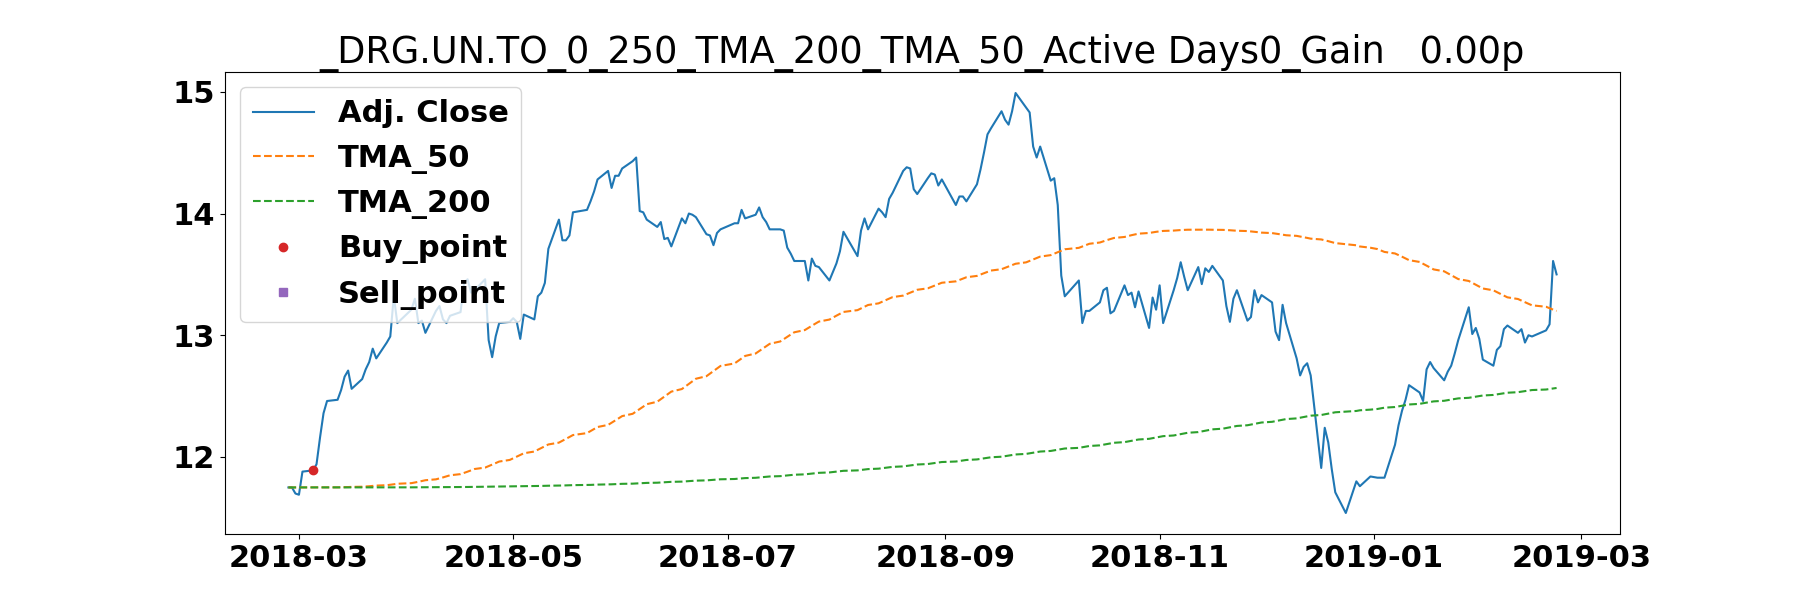 _DRG.UN.TO_0_250_TMA_200_TMA_50_Active Days0_Gain   0.00p
15
14
13
12
Adj. Close
TMA_50
TMA_200
Buy_point
Sell_point
2018-03 2018-05 2018-07 2018-09 2018-11 2019-01 2019-03